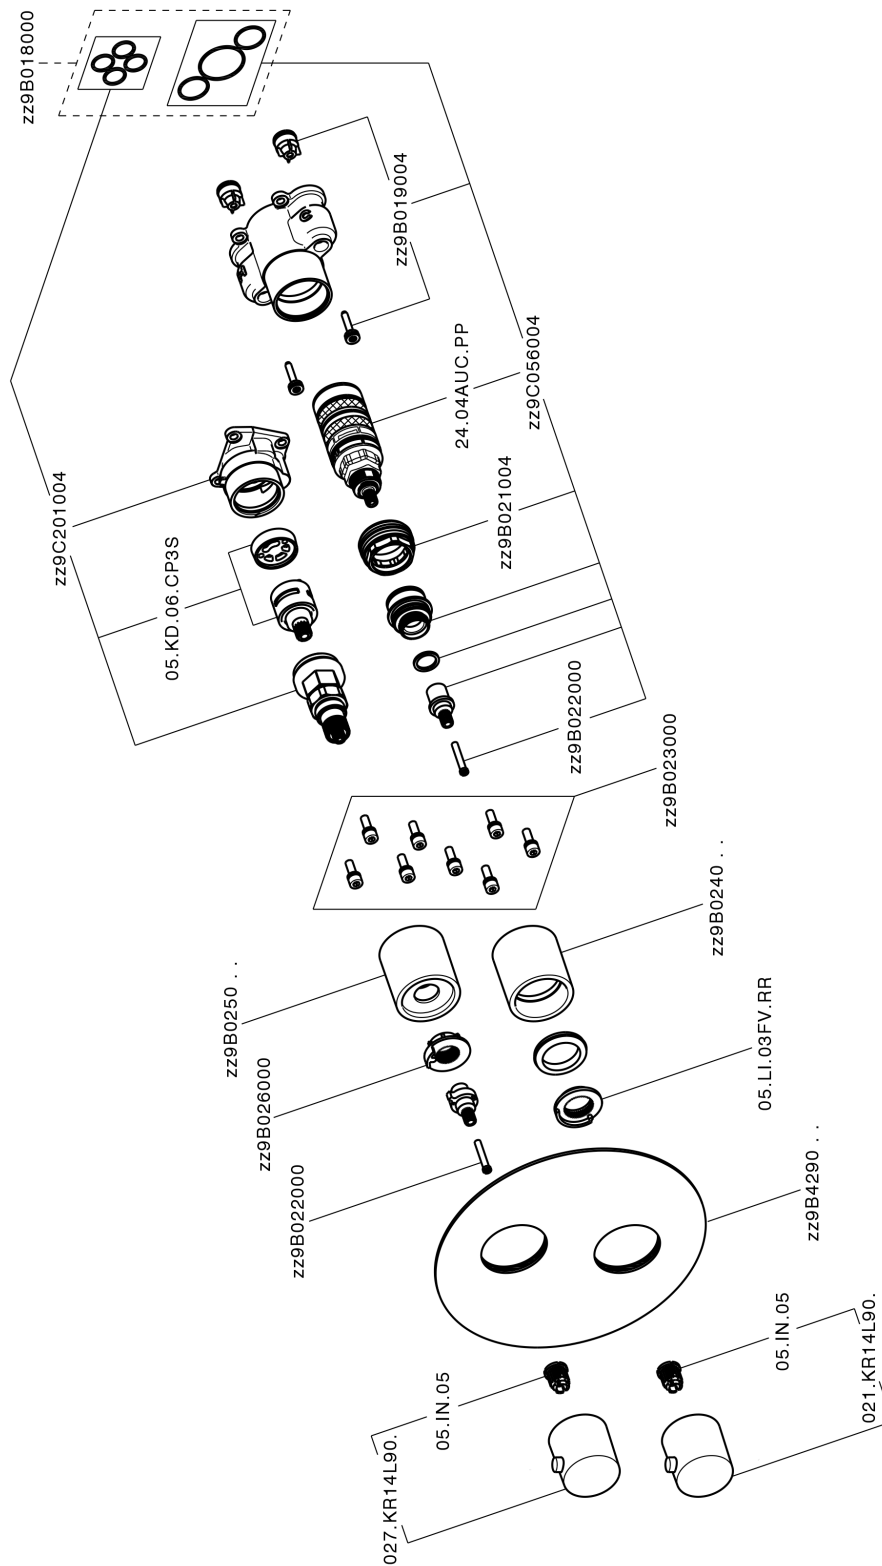 zz9B018000
zz9B019004
24.04AUC.PP
zz9C056004
zz9C201004
05.KD.06.CP3S
zz9B021004
zz9B022000
zz9B023000
zz9B0240 . .
zz9B0250 . .
zz9B026000
05.LI.03FV.RR
zz9B022000
zz9B4290 . .
05.IN.05
021.KR14L90.
05.IN.05
027.KR14L90.